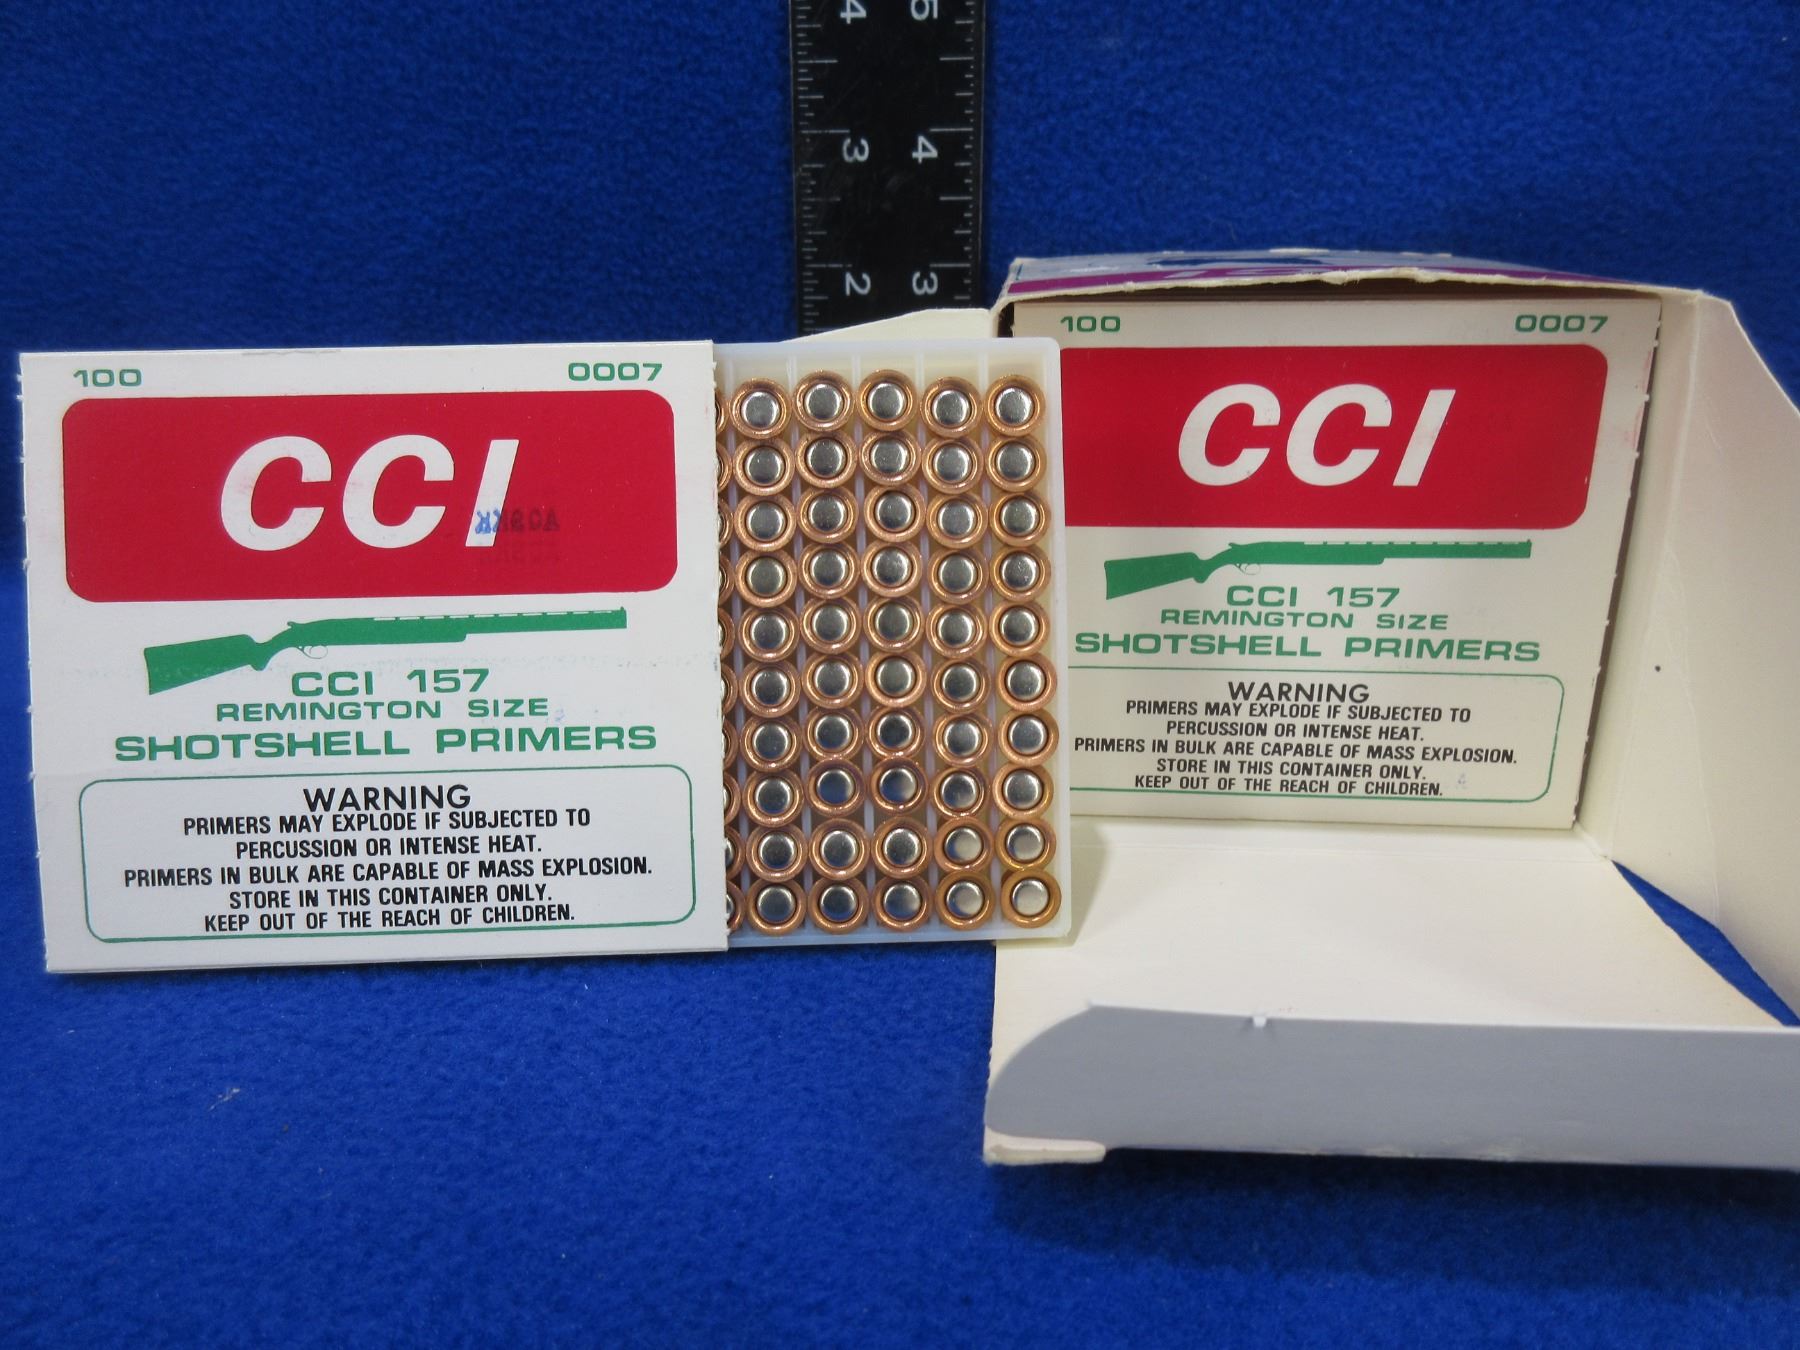 4 5
3 4
2 3
100 0007
CCI
CCI 157
REMINGTON SIZE
SHOTSHELL PRIMERS
WARNING
PRIMERS MAY EXPLODE IF SUBJECTED TO
PERCUSSION OR INTENSE HEAT.
PRIMERS IN BULK ARE CAPABLE OF MASS EXPLOSION.
STORE IN THIS CONTAINER ONLY.
KEEP OUT OF THE REACH OF CHILDREN.
100 0007
CCI
CCI 157
REMINGTON SIZE
SHOTSHELL PRIMERS
WARNING
PRIMERS MAY EXPLODE IF SUBJECTED TO
PERCUSSION OR INTENSE HEAT.
PRIMERS IN BULK ARE CAPABLE OF MASS EXPLOSION.
STORE IN THIS CONTAINER ONLY.
KEEP OUT OF THE REACH OF CHILDREN.